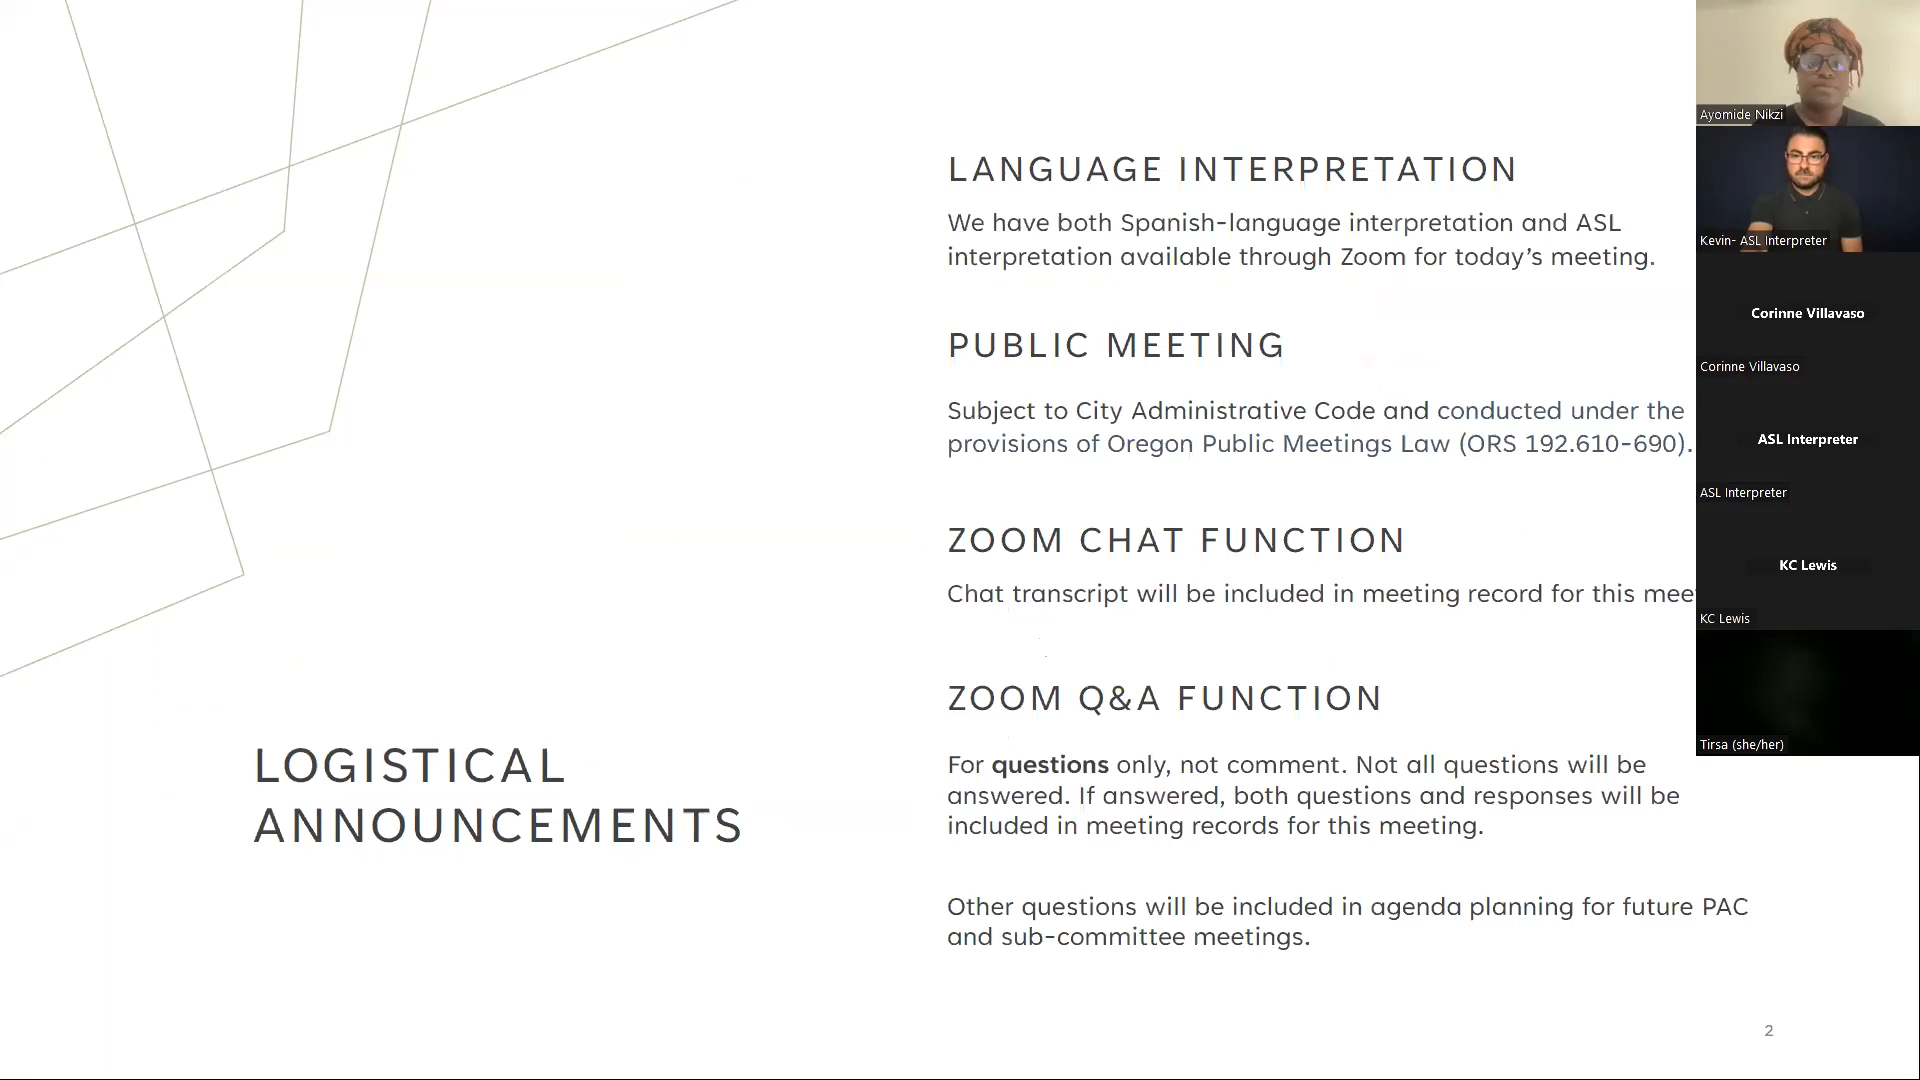 LOGISTICAL
ANNOUNCEMENTS
LANGUAGE INTERPRETATION
We have both Spanish-language interpretation and ASL
interpretation available through Zoom for today’s meeting.
PUBLIC MEETING
Subject to City Administrative Code and conducted under the
provisions of Oregon Public Meetings Law (ORS 192.610-690).
ZOOM CHAT FUNCTION
Chat transcript will be included in meeting record for this
ZOOM Q&A FUNCTION
For questions only, not comment. Not all questions will be
answered. If answered, both questions and responses will be
included in meeting records for this meeting.
Other questions will be included in agenda planning for future PAC
and sub-committee meetings.
2
Ayomide Nikzi
Kevin- ASL Interpreter
Corinne Villavaso
Corinne Villavaso
ASL Interpreter
ASL Interpreter
KC Lewis
KC Lewis
Tirsa (she/her)